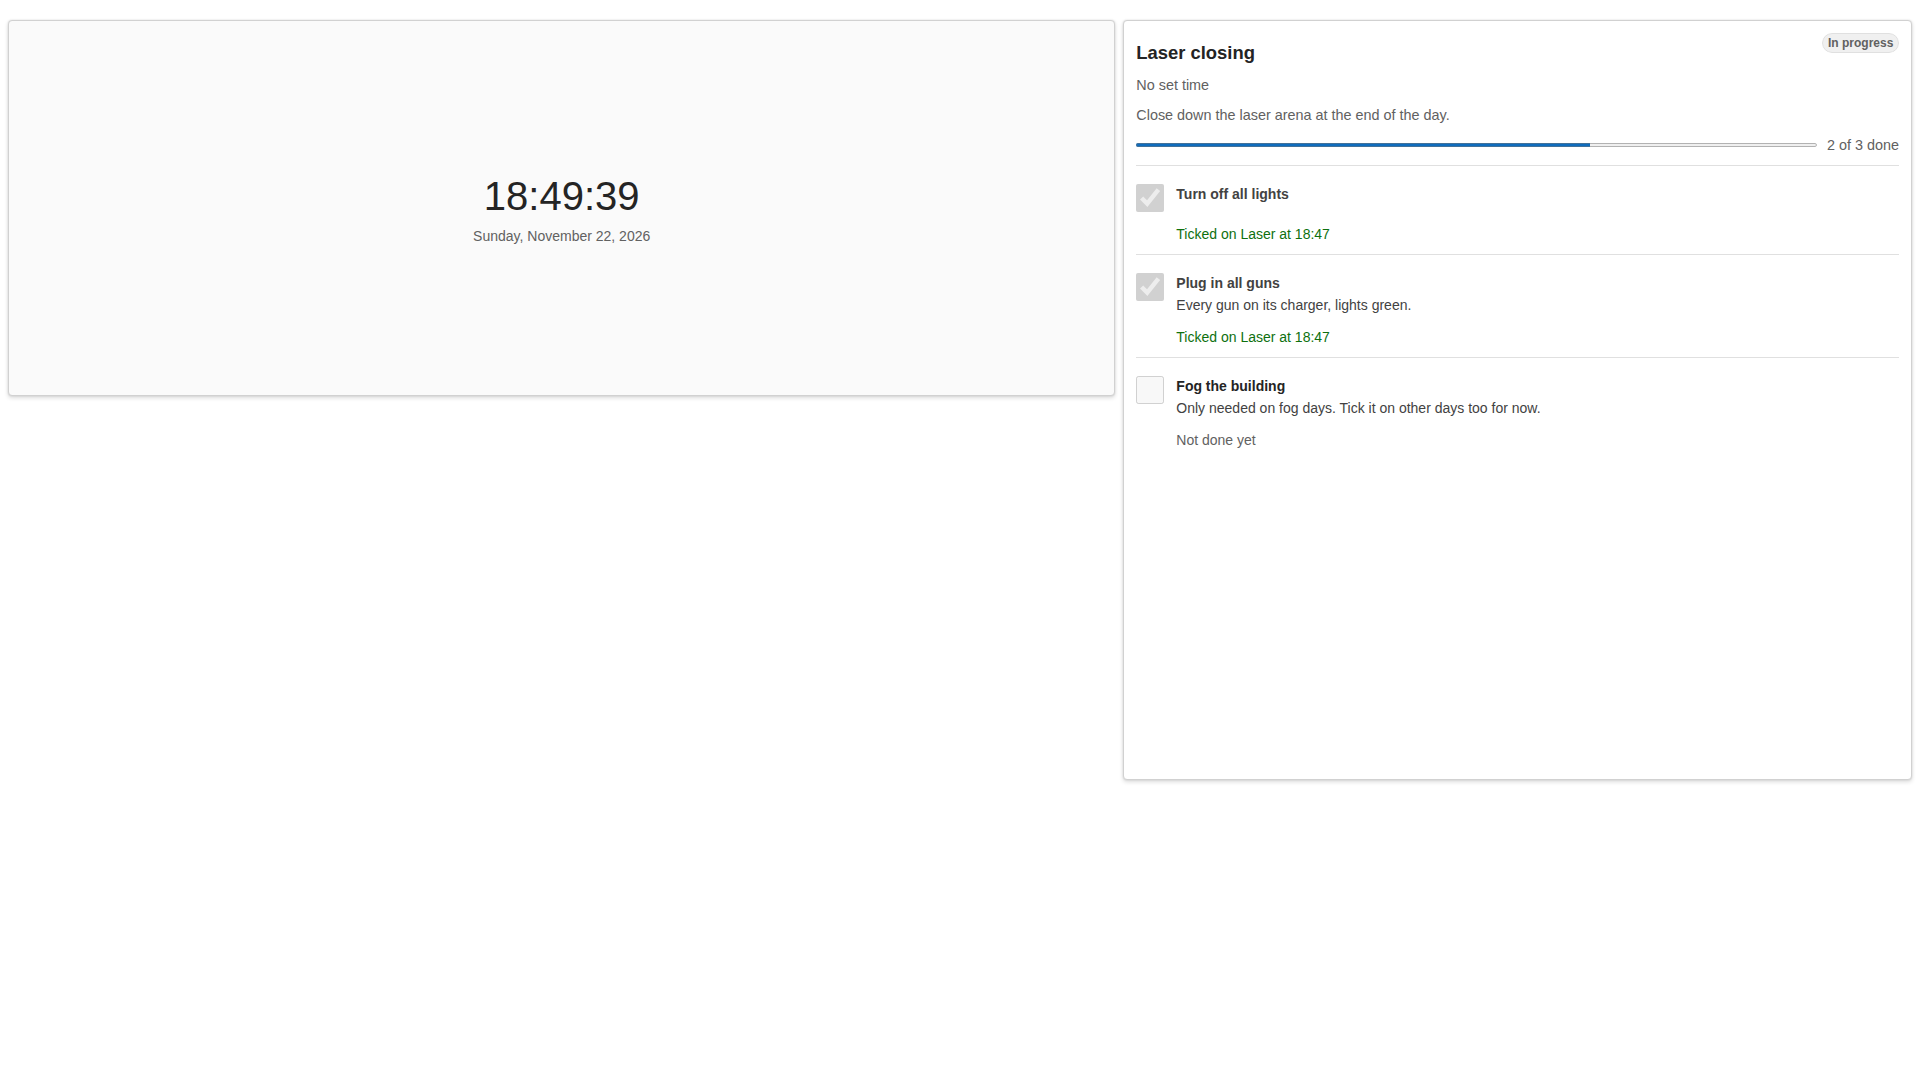 18:49:39
Sunday, November 22, 2026
Laser closing
In progress
No set time
Close down the laser arena at the end of the day.
2 of 3 done
Turn off all lights
Ticked on Laser at 18:47
Plug in all guns
Every gun on its charger, lights green.
Ticked on Laser at 18:47
Fog the building
Only needed on fog days. Tick it on other days too for now.
Not done yet